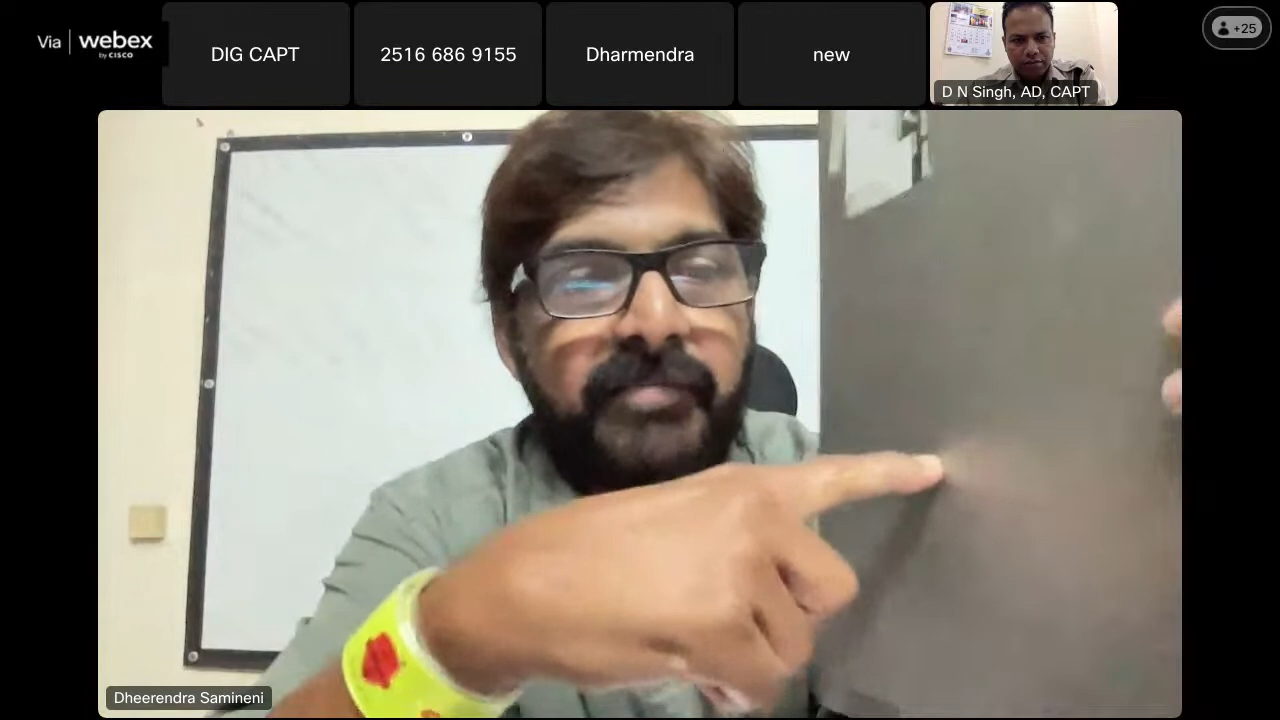 Via webex
by CISCO
DIG CAPT
2516 686 9155
Dharmendra
new
D N Singh, AD, CAPT
+25
Dheerendra Samineni